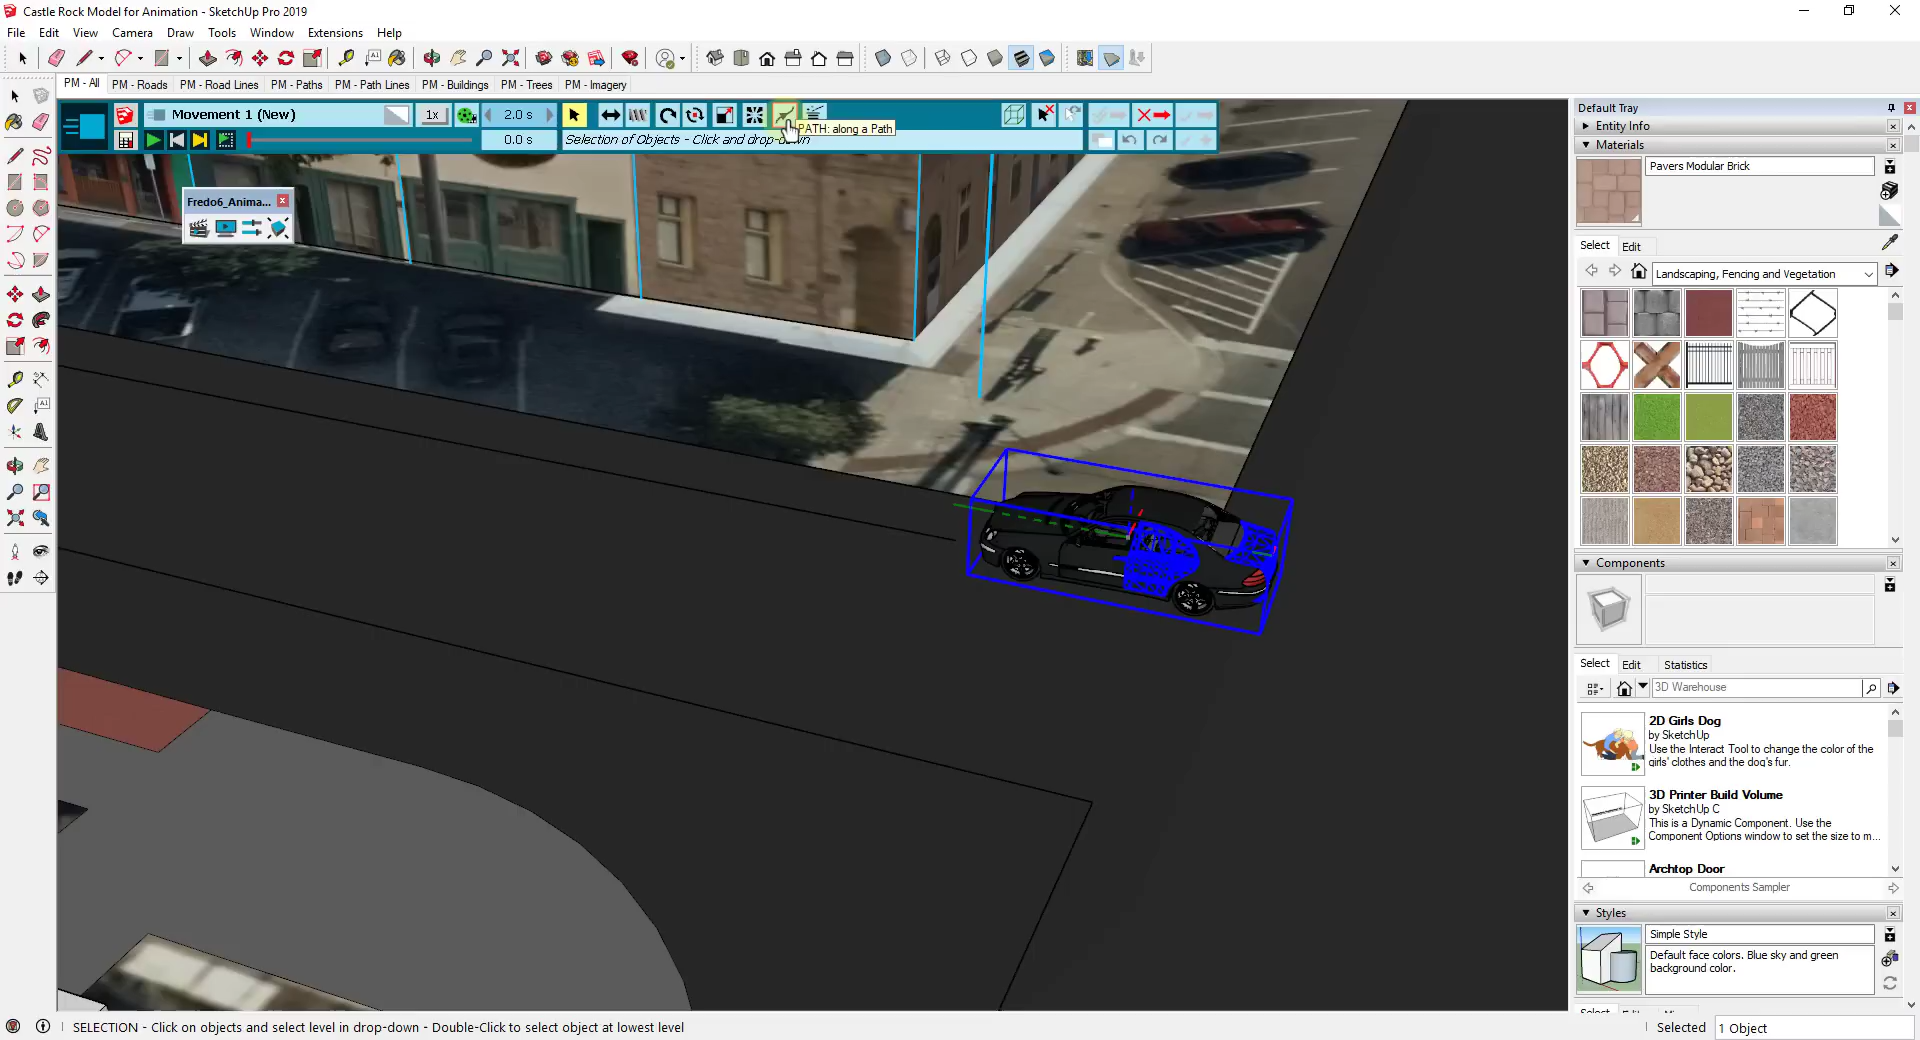 Castle Rock Model for Animation - SketchUp Pro 2019
File Edit View Camera Draw Tools Window Extensions Help
PM - All PM - Roads PM - Road Lines PM - Paths PM - Path Lines PM - Buildings PM - Trees PM - Imagery
Movement 1 (New) 1x 2.0 s
PATH: along a Path
0.0 s Selection of Objects - Click and drop-down
Fredo6_Anima...
Default Tray
Entity Info
Materials
Pavers Modular Brick
Select Edit
Landscaping, Fencing and Vegetation
Components
Select Edit Statistics
3D Warehouse
2D Girls Dog
by SketchUp
Use the Interact Tool to change the color of the
girls' clothes and the dog's fur.
3D Printer Build Volume
by SketchUp C
This is a Dynamic Component. Use the
Component Options window to set the size to m...
Archtop Door
Components Sampler
Styles
Simple Style
Default face colors. Blue sky and green
background color.
Select
SELECTION - Click on objects and select level in drop-down - Double-Click to select object at lowest level
Selected 1 Object